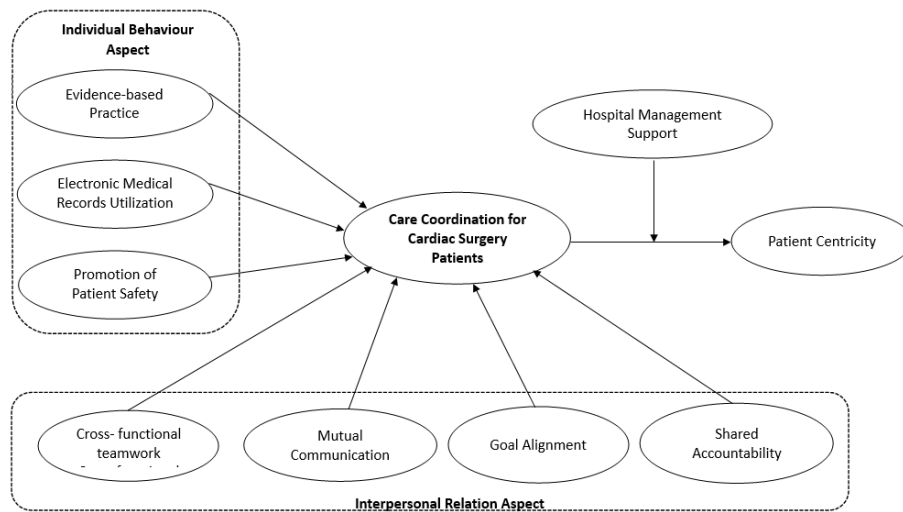 Individual Behaviour
Aspect
Evidence-based
Practice
Electronic Medical
Records Utilization
Promotion of
Patient Safety
Care Coordination for
Cardiac Surgery
Patients
Hospital Management
Support
Patient Centricity
Cross- functional
teamwork
Mutual
Communication
Goal Alignment
Shared
Accountability
Interpersonal Relation Aspect